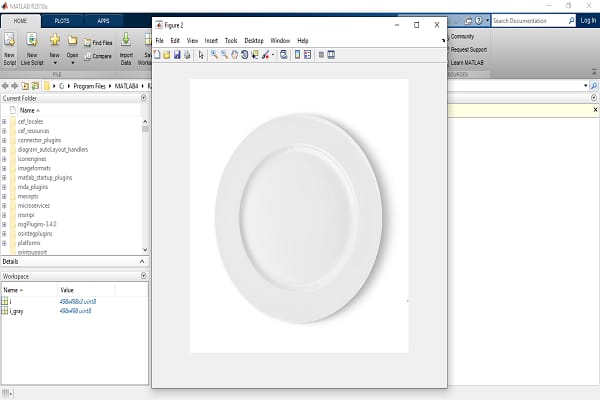 MATLAB R2018a
HOME PLOTS APPS
Search Documentation Log In
New Script
New Live Script
New
Open
Find Files
Compare
Import Data
Save
FILE
Community
Request Support
Learn MATLAB
C: Program Files MATLAB4
Current Folder
Name
cef_locales
cef_resources
connector_plugins
diagram_autoLayout_handlers
iconengines
imageformats
matlab_startup_plugins
mda_plugins
mexopts
microservices
msmpi
osgPlugins-3.4.0
osintegplugins
platforms
printsupport
Details
Workspace
Name Value
i 498x498x3 uint8
i_gray 498x498 uint8
Figure 2
File Edit View Insert Tools Desktop Window Help